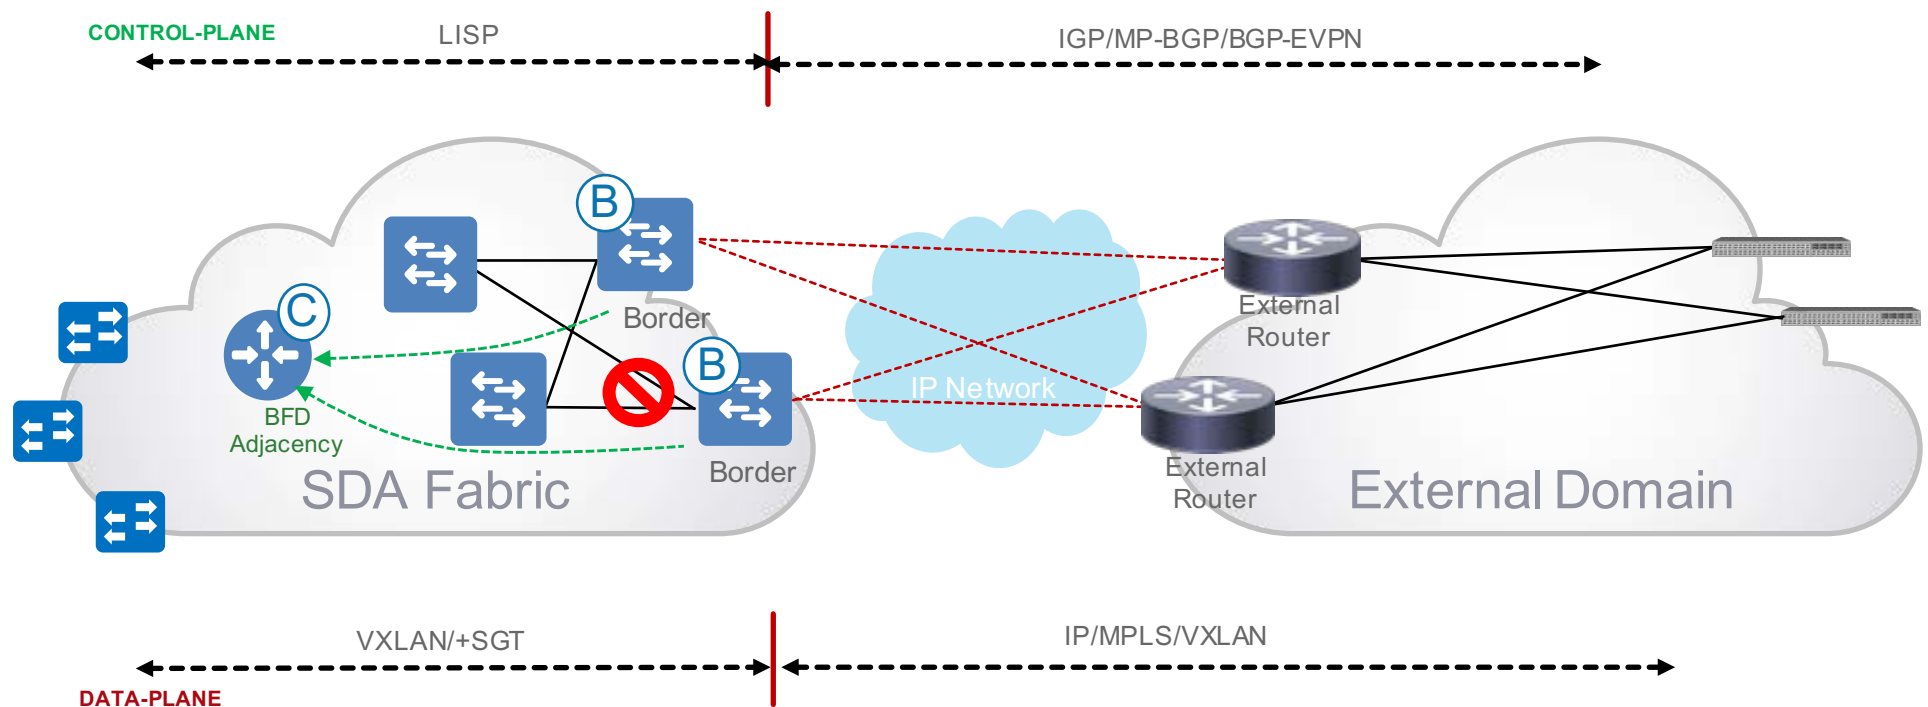 CONTROL-PLANE
LISP
IGP/MP-BGP/BGP-EVPN
B
C
Border
B
BFD
Adjacency
Border
SDA Fabric
IP Network
External
Router
External
Router
External Domain
VXLAN/+SGT
IP/MPLS/VXLAN
DATA-PLANE